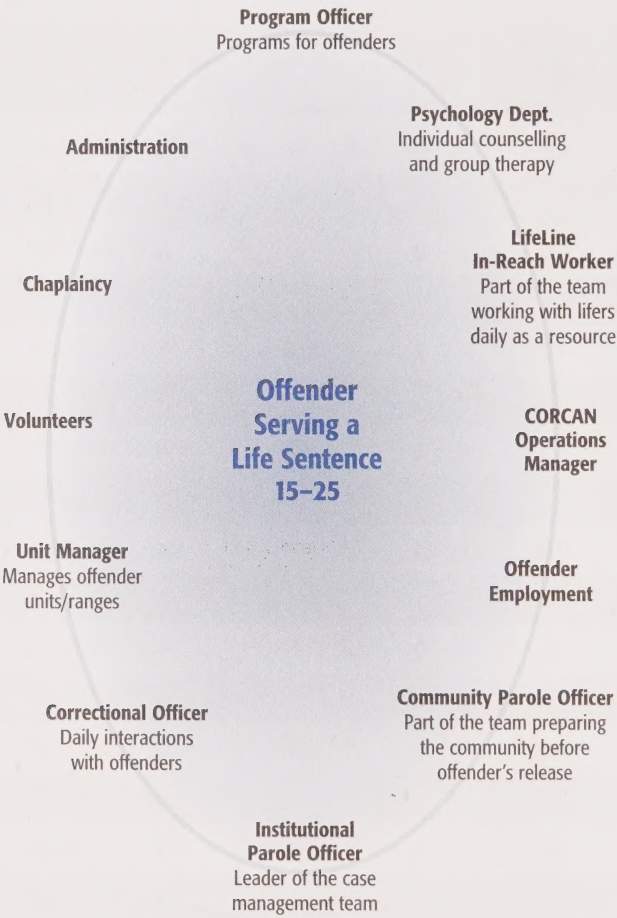 Program Officer
Programs for offenders
Psychology Dept.
Individual counselling
and group therapy
Administration
LifeLine
In-Reach Worker
Part of the team
working with lifers
daily as a resource
Chaplaincy
Offender
Serving a
Life Sentence
15–25
Volunteers
CORCAN
Operations
Manager
Unit Manager
Manages offender
units/ranges
Offender
Employment
Community Parole Officer
Part of the team preparing
the community before
offender's release
Correctional Officer
Daily interactions
with offenders
Institutional
Parole Officer
Leader of the case
management team